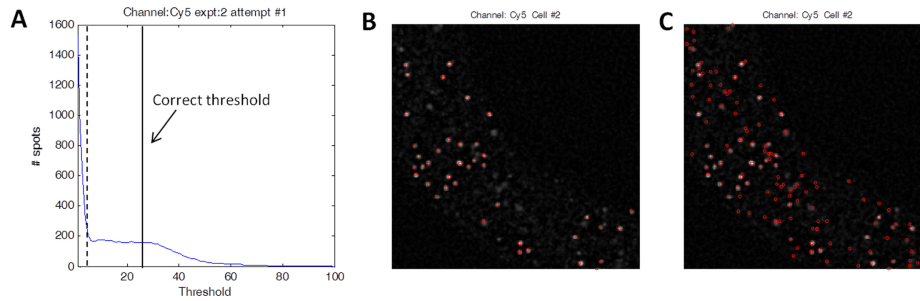 A
Channel:Cy5 expt:2 attempt #1
1600
1400
1200
1000
800
600
400
200
0
# spots
Correct threshold
20
40
60
80
100
Threshold
B
Channel: Cy5 Cell #2
C
Channel: Cy5 Cell #2